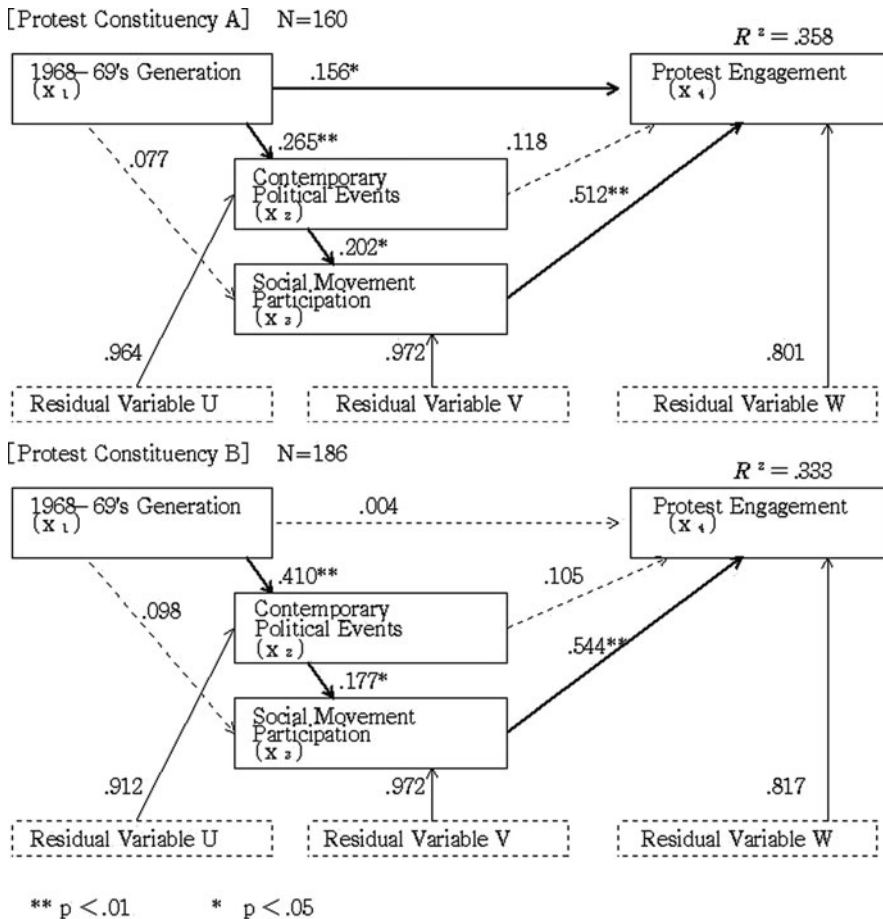 [Protest Constituency A] N=160
R² = .358
1968-69's Generation
(X₁)
.156*
Protest Engagement
(X₄)
.265**
.118
.077
Contemporary
Political Events
(X₂)
.512**
.202*
Social Movement
Participation
(X₃)
.964
.972
.801
Residual Variable U
Residual Variable V
Residual Variable W
[Protest Constituency B] N=186
R² = .333
1968-69's Generation
(X₁)
.004
Protest Engagement
(X₄)
.410**
.105
.098
Contemporary
Political Events
(X₂)
.544**
.177*
Social Movement
Participation
(X₃)
.912
.972
.817
Residual Variable U
Residual Variable V
Residual Variable W
** p <.01 * p <.05